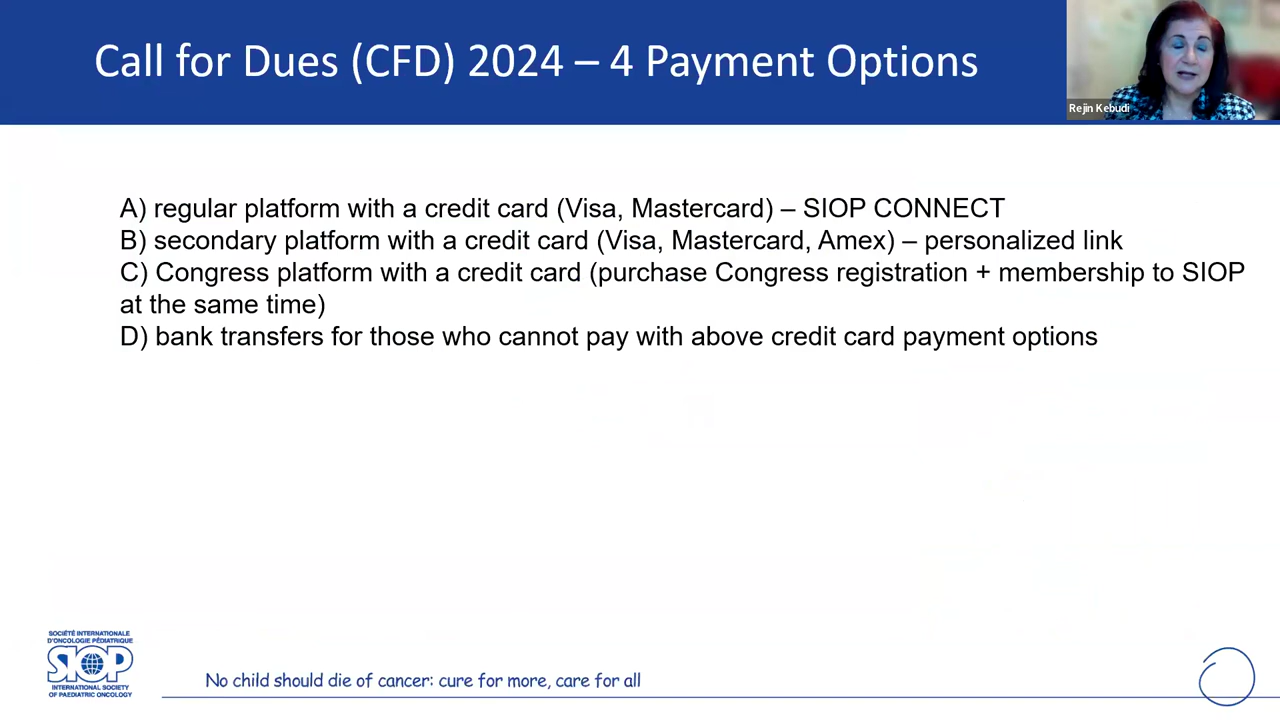 Call for Dues (CFD) 2024 – 4 Payment Options
Rejin Kebudi
A) regular platform with a credit card (Visa, Mastercard) – SIOP CONNECT
B) secondary platform with a credit card (Visa, Mastercard, Amex) – personalized link
C) Congress platform with a credit card (purchase Congress registration + membership to SIOP
at the same time)
D) bank transfers for those who cannot pay with above credit card payment options
SOCIÉTÉ INTERNATIONALE
D'ONCOLOGIE PÉDIATRIQUE
SIOP
INTERNATIONAL SOCIETY
OF PAEDIATRIC ONCOLOGY
No child should die of cancer: cure for more, care for all